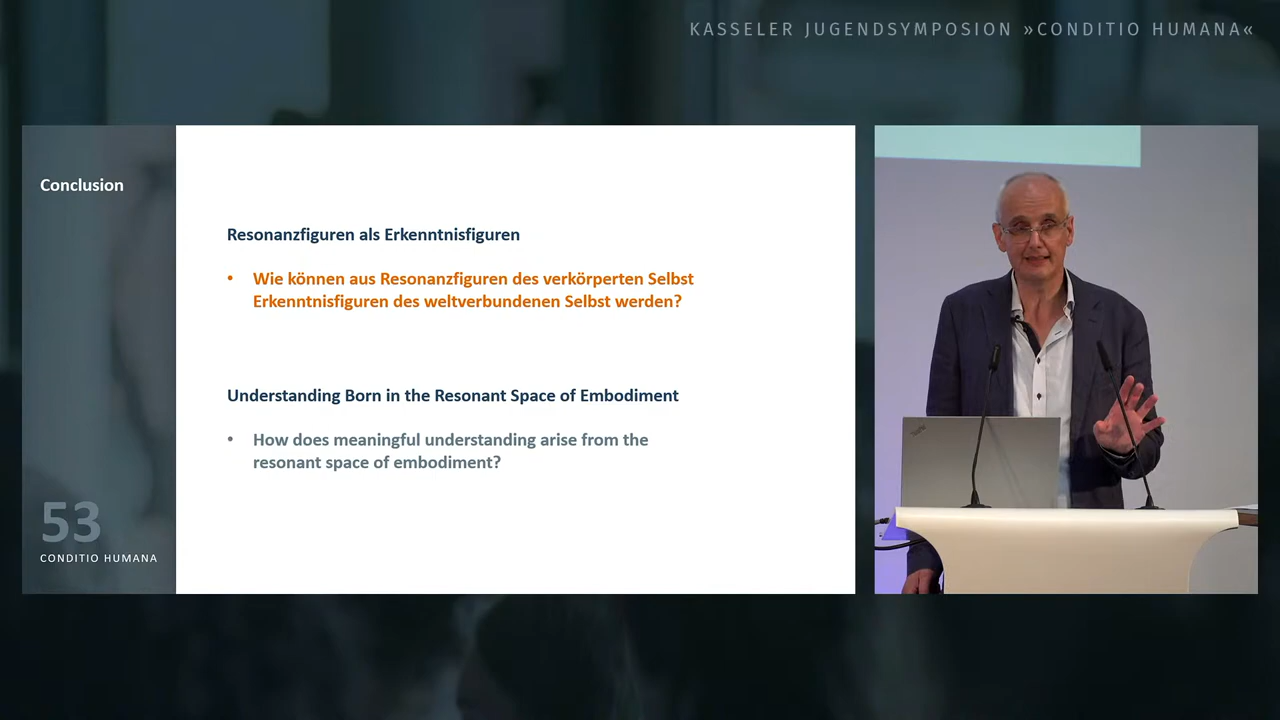 KASSELER JUGENDSYMPOSION »CONDITIO HUMANA«
Conclusion
Resonanzfiguren als Erkenntnisfiguren
• Wie können aus Resonanzfiguren des verkörperten Selbst
Erkenntnisfiguren des weltverbundenen Selbst werden?
Understanding Born in the Resonant Space of Embodiment
• How does meaningful understanding arise from the
resonant space of embodiment?
53
CONDITIO HUMANA